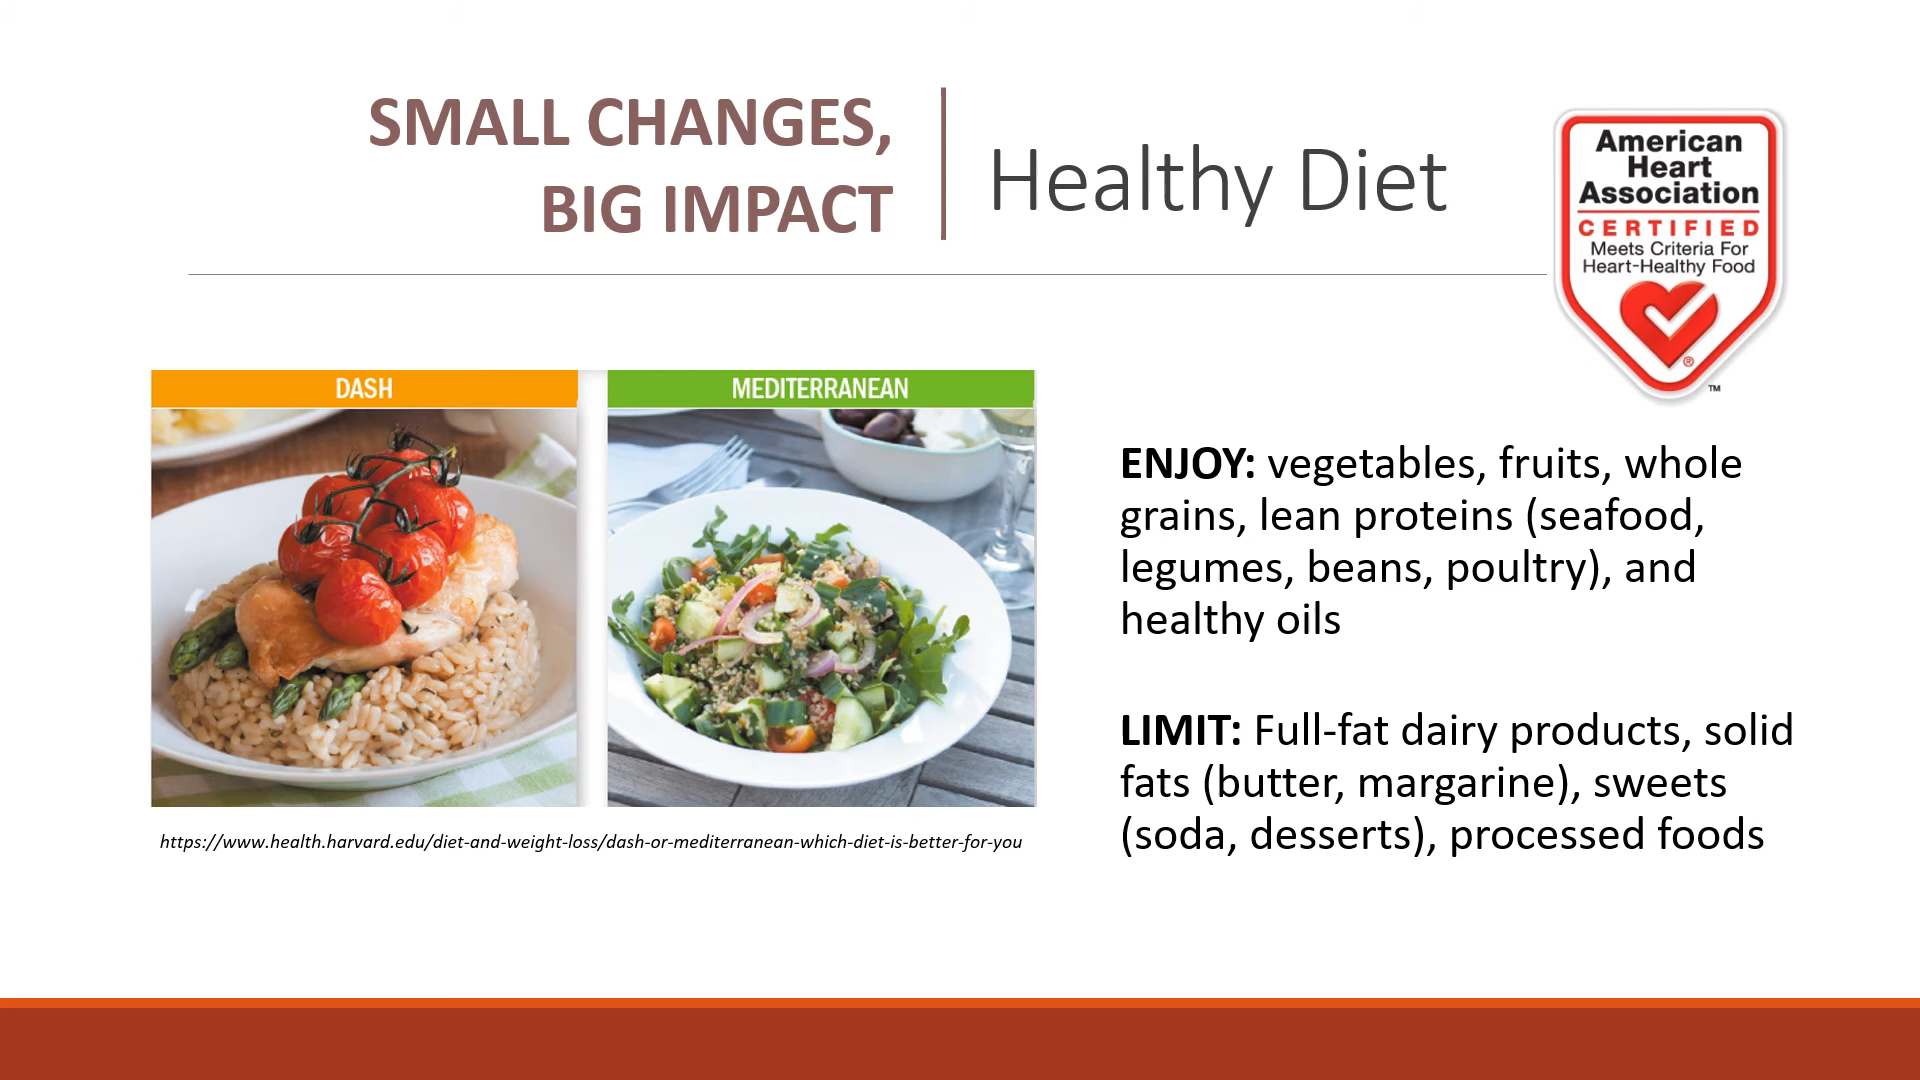 SMALL CHANGES,
BIG IMPACT
Healthy Diet
American
Heart
Association
CERTIFIED
Meets Criteria For
Heart-Healthy Food
®
™
DASH
MEDITERRANEAN
https://www.health.harvard.edu/diet-and-weight-loss/dash-or-mediterranean-which-diet-is-better-for-you
ENJOY: vegetables, fruits, whole
grains, lean proteins (seafood,
legumes, beans, poultry), and
healthy oils
LIMIT: Full-fat dairy products, solid
fats (butter, margarine), sweets
(soda, desserts), processed foods